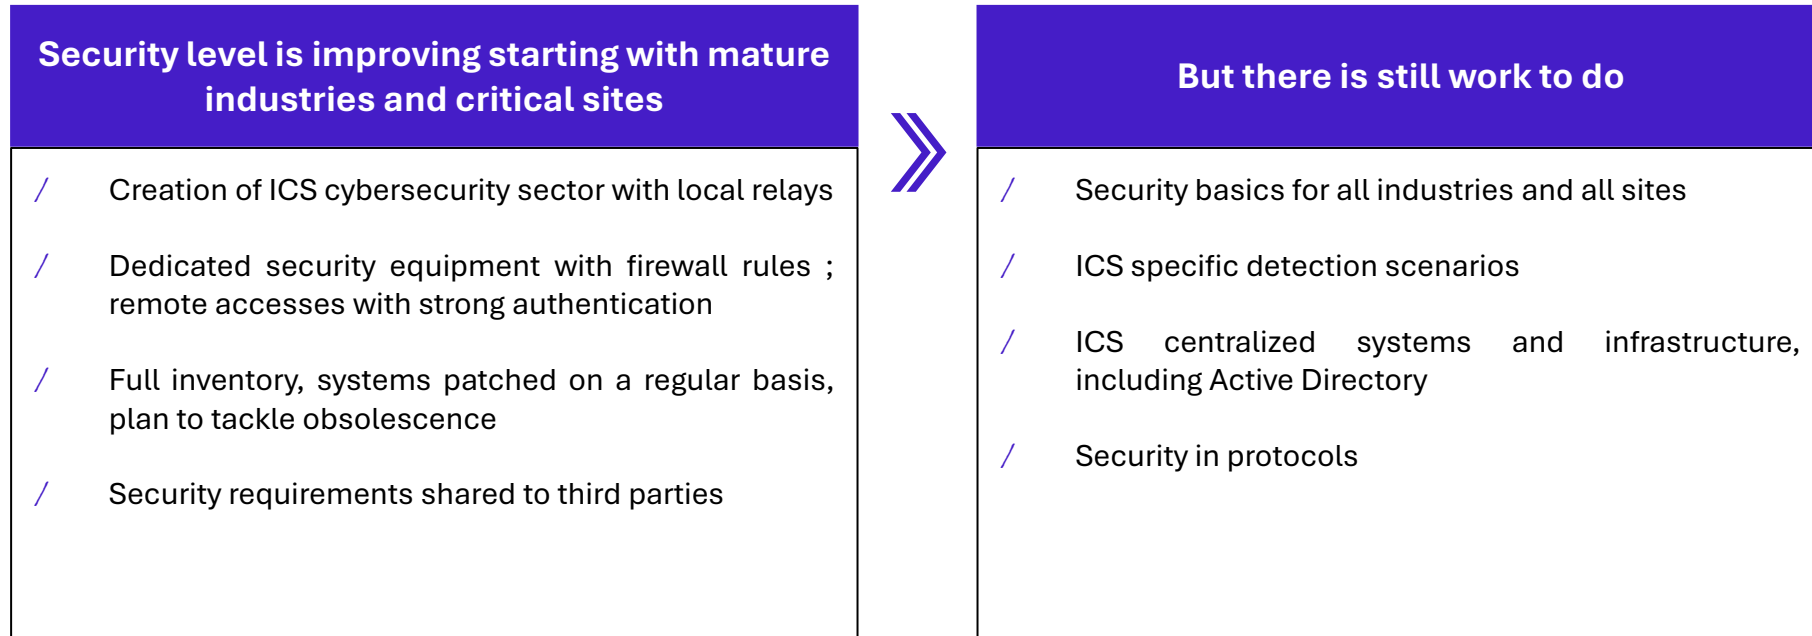 Security level is improving starting with mature
industries and critical sites
/ Creation of ICS cybersecurity sector with local relays
/ Dedicated security equipment with firewall rules ;
remote accesses with strong authentication
/ Full inventory, systems patched on a regular basis,
plan to tackle obsolescence
/ Security requirements shared to third parties
But there is still work to do
/ Security basics for all industries and all sites
/ ICS specific detection scenarios
/ ICS centralized systems and infrastructure,
including Active Directory
/ Security in protocols